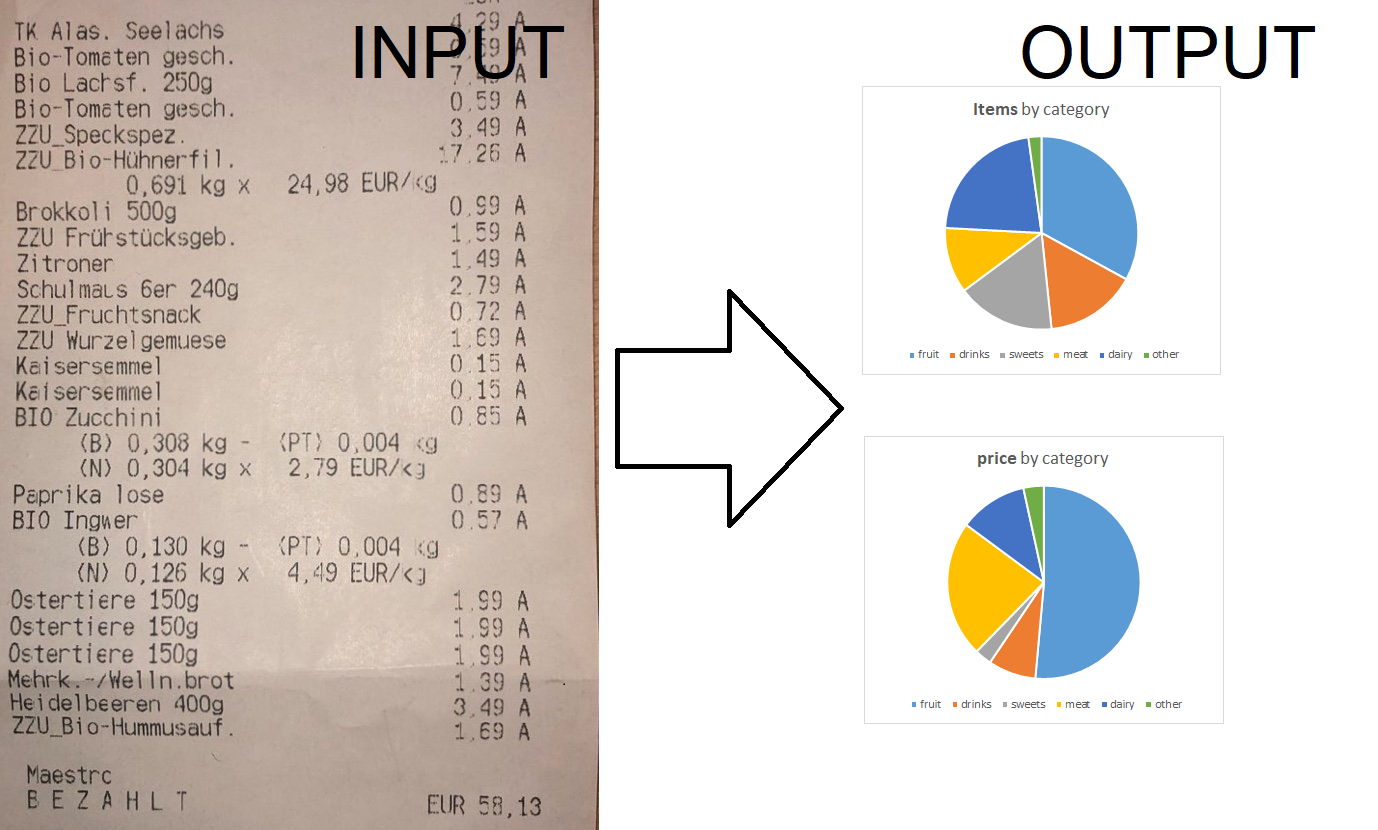 INPUT
OUTPUT
TK Alas. Seelachs 4,29 A
Bio-Tomaten gesch. 0,59 A
Bio Lachsf. 250g 7,49 A
Bio-Tomaten gesch. 0,59 A
ZZU_Speckspez. 3,49 A
ZZU_Bio-Hühnerfil. 17,26 A
0,691 kg x 24,98 EUR/kg
Brokkoli 500g 0,99 A
ZZU Frühstücksgeb. 1,59 A
Zitroner 1,49 A
Schulmaus 6er 240g 2,79 A
ZZU_Fruchtsnack 0,72 A
ZZU Wurzelgemuese 1,69 A
Kaisersemmel 0,15 A
Kaisersemmel 0,15 A
BIO Zucchini 0,85 A
(B) 0,308 kg - (PT) 0,004 kg
(N) 0,304 kg x 2,79 EUR/kg
Paprika lose 0,89 A
BIO Ingwer 0,57 A
(B) 0,130 kg - (PT) 0,004 kg
(N) 0,126 kg x 4,49 EUR/kg
Ostertiere 150g 1,99 A
Ostertiere 150g 1,99 A
Ostertiere 150g 1,99 A
Mehrk.-/Welln.brot 1,39 A
Heidelbeeren 400g 3,49 A
ZZU_Bio-Hummusauf. 1,69 A
Maestro
BEZAHLT EUR 58,13
Items by category
fruit drinks sweets meat dairy other
price by category
fruit drinks sweets meat dairy other